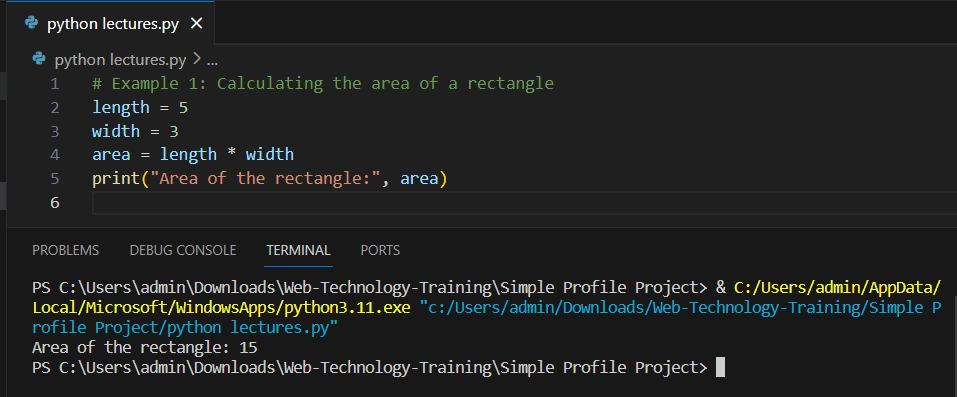 python lectures.py
python lectures.py > ...
1 # Example 1: Calculating the area of a rectangle
2 length = 5
3 width = 3
4 area = length * width
5 print("Area of the rectangle:", area)
6
PROBLEMS DEBUG CONSOLE TERMINAL PORTS
PS C:\Users\admin\Downloads\Web-Technology-Training\Simple Profile Project> & C:/Users/admin/AppData/
Local/Microsoft/WindowsApps/python3.11.exe "c:/Users/admin/Downloads/Web-Technology-Training/Simple P
rofile Project/python lectures.py"
Area of the rectangle: 15
PS C:\Users\admin\Downloads\Web-Technology-Training\Simple Profile Project>